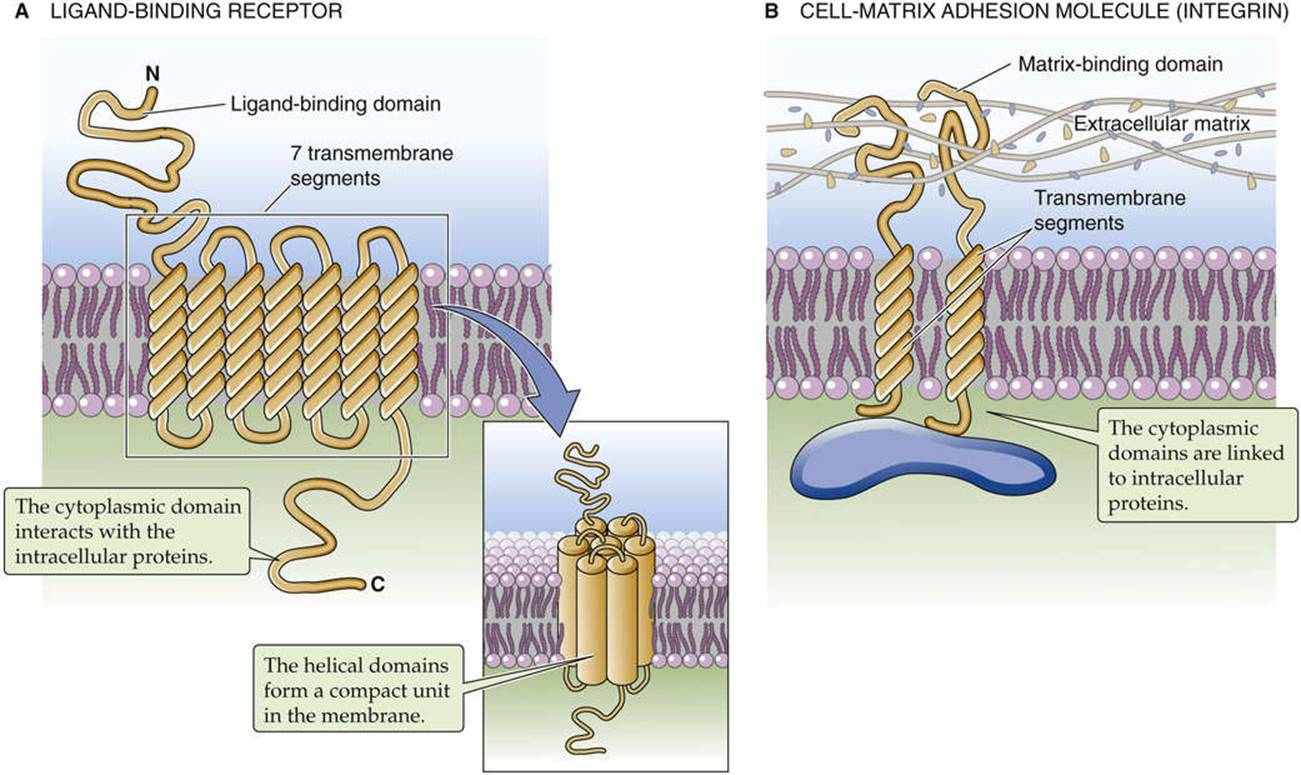 A LIGAND-BINDING RECEPTOR
N
Ligand-binding domain
7 transmembrane
segments
The cytoplasmic domain
interacts with the
intracellular proteins.
C
The helical domains
form a compact unit
in the membrane.
B CELL-MATRIX ADHESION MOLECULE (INTEGRIN)
Matrix-binding domain
Extracellular matrix
Transmembrane
segments
The cytoplasmic
domains are linked
to intracellular
proteins.